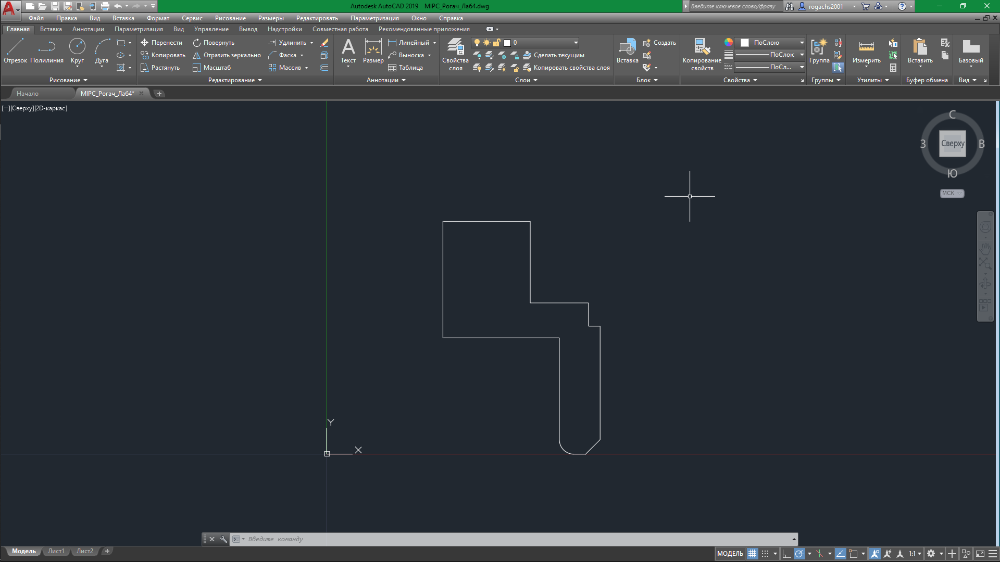 Autodesk AutoCAD 2019 MIPC_Рогач_Лаб4.dwg
Введите ключевое слово/фразу
rogachs2001
Файл Правка Вид Вставка Формат Сервис Рисование Размеры Редактировать Параметризация Окно Справка
Главная Вставка Аннотации Параметризация Вид Управление Вывод Надстройки Совместная работа Рекомендованные приложения
Отрезок Полилиния Круг Дуга
Рисование
Перенести Повернуть Удлинить
Копировать Отразить зеркально Фаска
Растянуть Масштаб Массив
Редактирование
Текст Размер
Линейный
Выноска
Таблица
Аннотации
Свойства
слоя
0
Сделать текущим
Копировать свойства слоя
Слои
Вставка
Создать
Блок
Копирование
свойств
ПоСлою
ПоСлою
ПоСл...
Свойства
Группа
Группы
Измерить
Утилиты
Вставить
Буфер обмена
Базовый
Вид
Начало MIPC_Рогач_Лаб4*
[−][Сверху][2D-каркас]
С
З Сверху В
Ю
МСК
Y
X
Введите команду
Модель Лист1 Лист2
МОДЕЛЬ
1:1